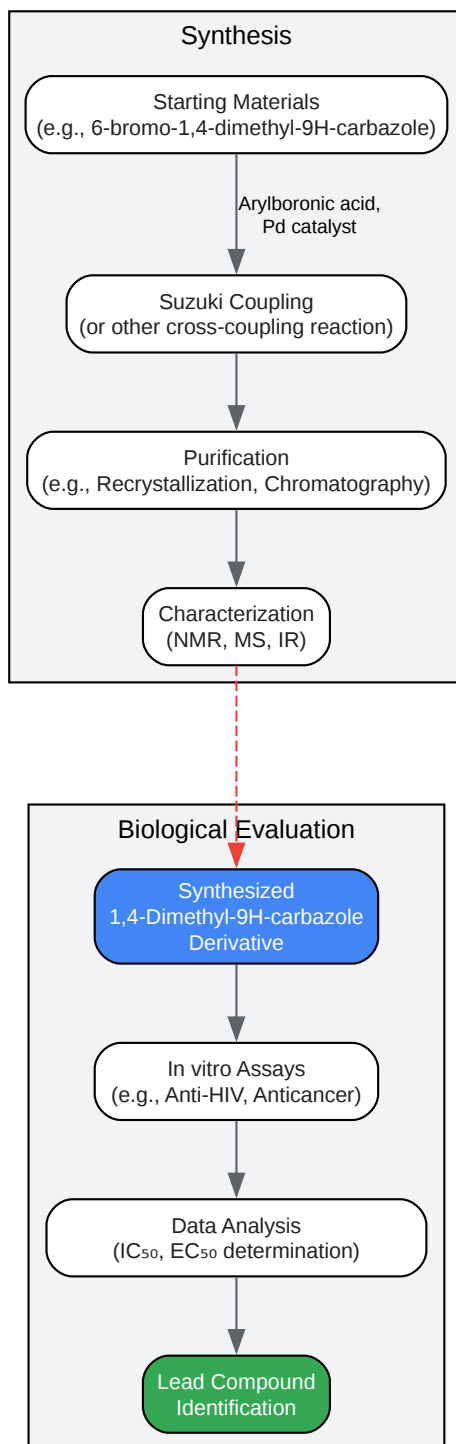 Synthesis
Starting Materials
(e.g., 6-bromo-1,4-dimethyl-9H-carbazole)
Arylboronic acid,
Pd catalyst
Suzuki Coupling
(or other cross-coupling reaction)
Purification
(e.g., Recrystallization, Chromatography)
Characterization
(NMR, MS, IR)
Biological Evaluation
Synthesized
1,4-Dimethyl-9H-carbazole
Derivative
In vitro Assays
(e.g., Anti-HIV, Anticancer)
Data Analysis
(IC₅₀, EC₅₀ determination)
Lead Compound
Identification